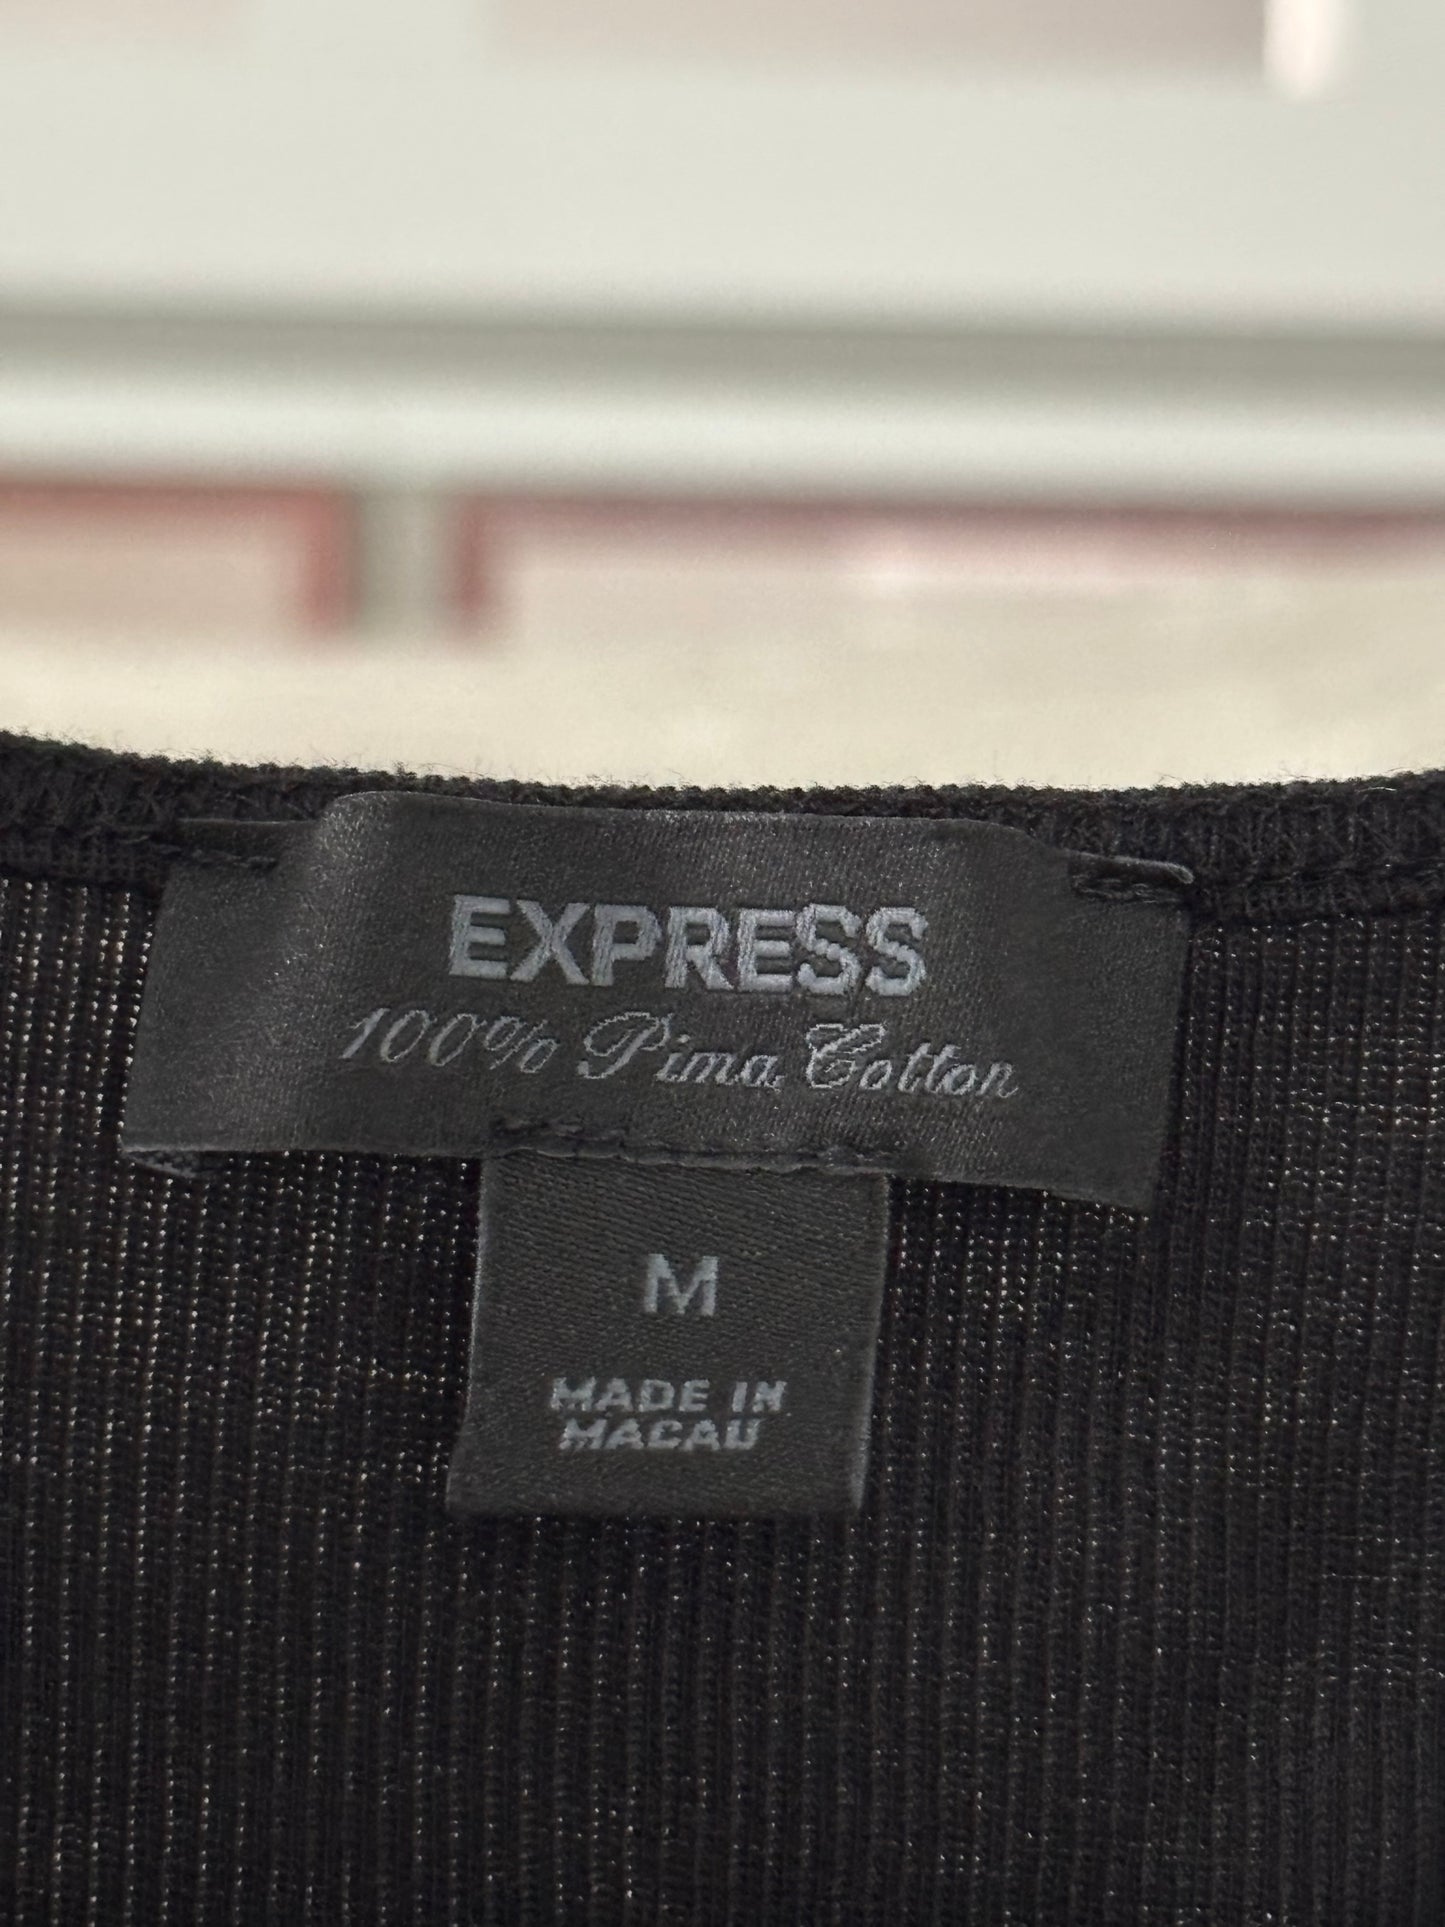 EXPRESS
100% Pima Cotton
M
MADE IN
MACAU